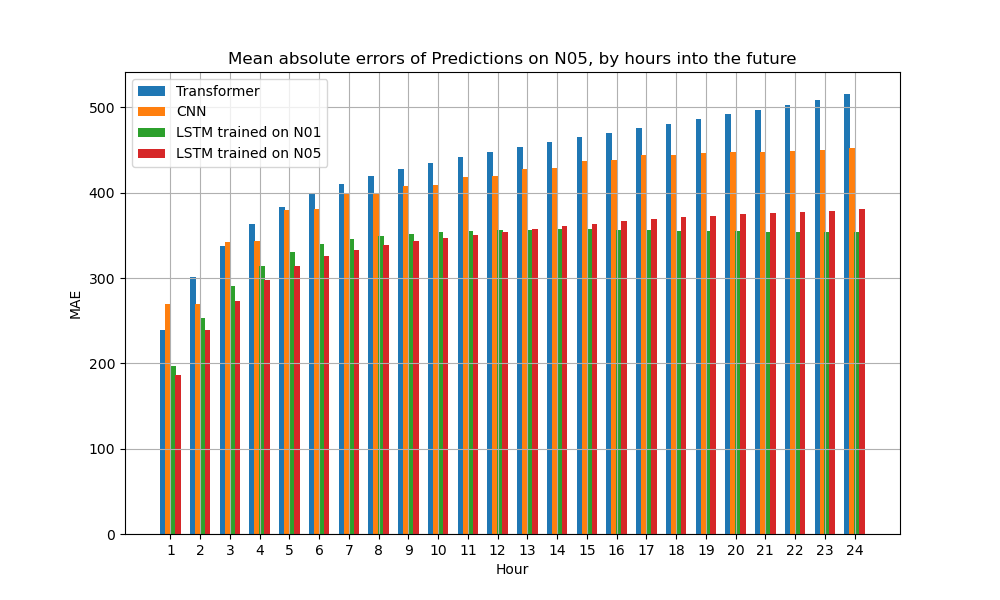 Mean absolute errors of Predictions on N05, by hours into the future
Transformer
CNN
LSTM trained on N01
LSTM trained on N05
500
400
300
200
100
0
MAE
1 2 3 4 5 6 7 8 9 10 11 12 13 14 15 16 17 18 19 20 21 22 23 24
Hour